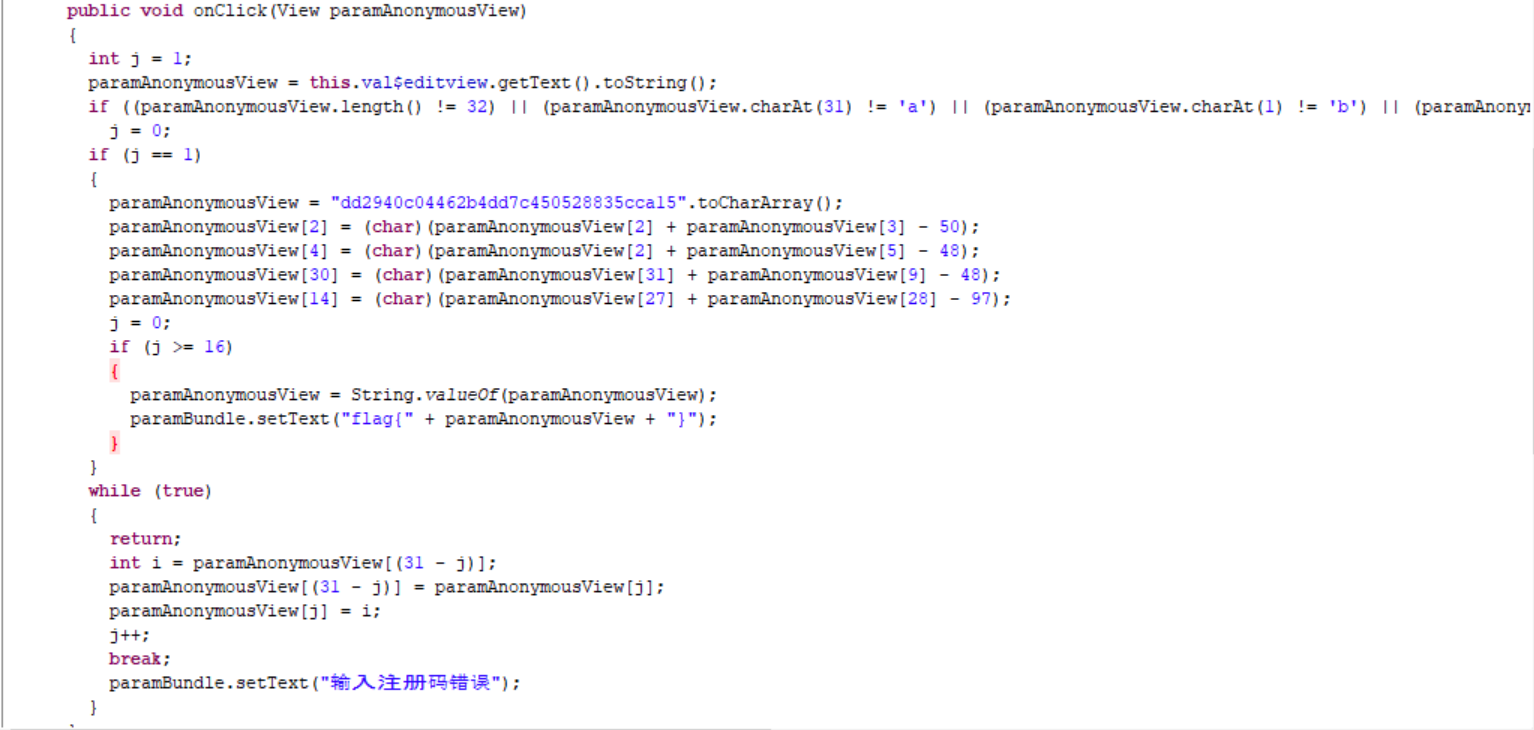 public void onClick(View paramAnonymousView)
{
int j = 1;
paramAnonymousView = this.val$editview.getText().toString();
if ((paramAnonymousView.length() != 32) || (paramAnonymousView.charAt(31) != 'a') || (paramAnonymousView.charAt(1) != 'b') || (paramAnony
j = 0;
if (j == 1)
{
paramAnonymousView = "dd2940c04462b4dd7c450528835cca15".toCharArray();
paramAnonymousView[2] = (char)(paramAnonymousView[2] + paramAnonymousView[3] - 50);
paramAnonymousView[4] = (char)(paramAnonymousView[2] + paramAnonymousView[5] - 48);
paramAnonymousView[30] = (char)(paramAnonymousView[31] + paramAnonymousView[9] - 48);
paramAnonymousView[14] = (char)(paramAnonymousView[27] + paramAnonymousView[28] - 97);
j = 0;
if (j >= 16)
{
paramAnonymousView = String.valueOf(paramAnonymousView);
paramBundle.setText("flag{" + paramAnonymousView + "}");
}
}
while (true)
{
return;
int i = paramAnonymousView[(31 - j)];
paramAnonymousView[(31 - j)] = paramAnonymousView[j];
paramAnonymousView[j] = i;
j++;
break;
paramBundle.setText("输入注册码错误");
}